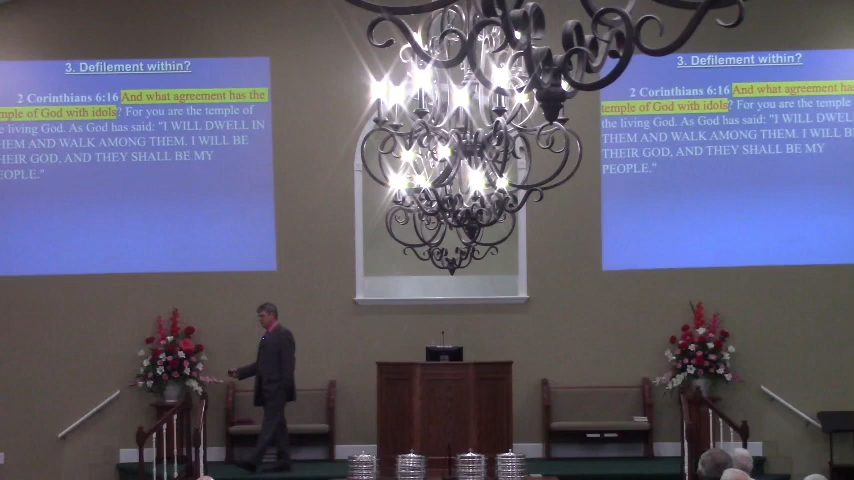 3. Defilement within?
2 Corinthians 6:16 And what agreement has the
temple of God with idols? For you are the temple of
the living God. As God has said: "I WILL DWELL IN
THEM AND WALK AMONG THEM. I WILL BE
THEIR GOD, AND THEY SHALL BE MY
PEOPLE."
3. Defilement within?
2 Corinthians 6:16 And what agreement has
temple of God with idols? For you are the temple
the living God. As God has said: "I WILL DWELL
THEM AND WALK AMONG THEM. I WILL BE
THEIR GOD, AND THEY SHALL BE MY
PEOPLE."